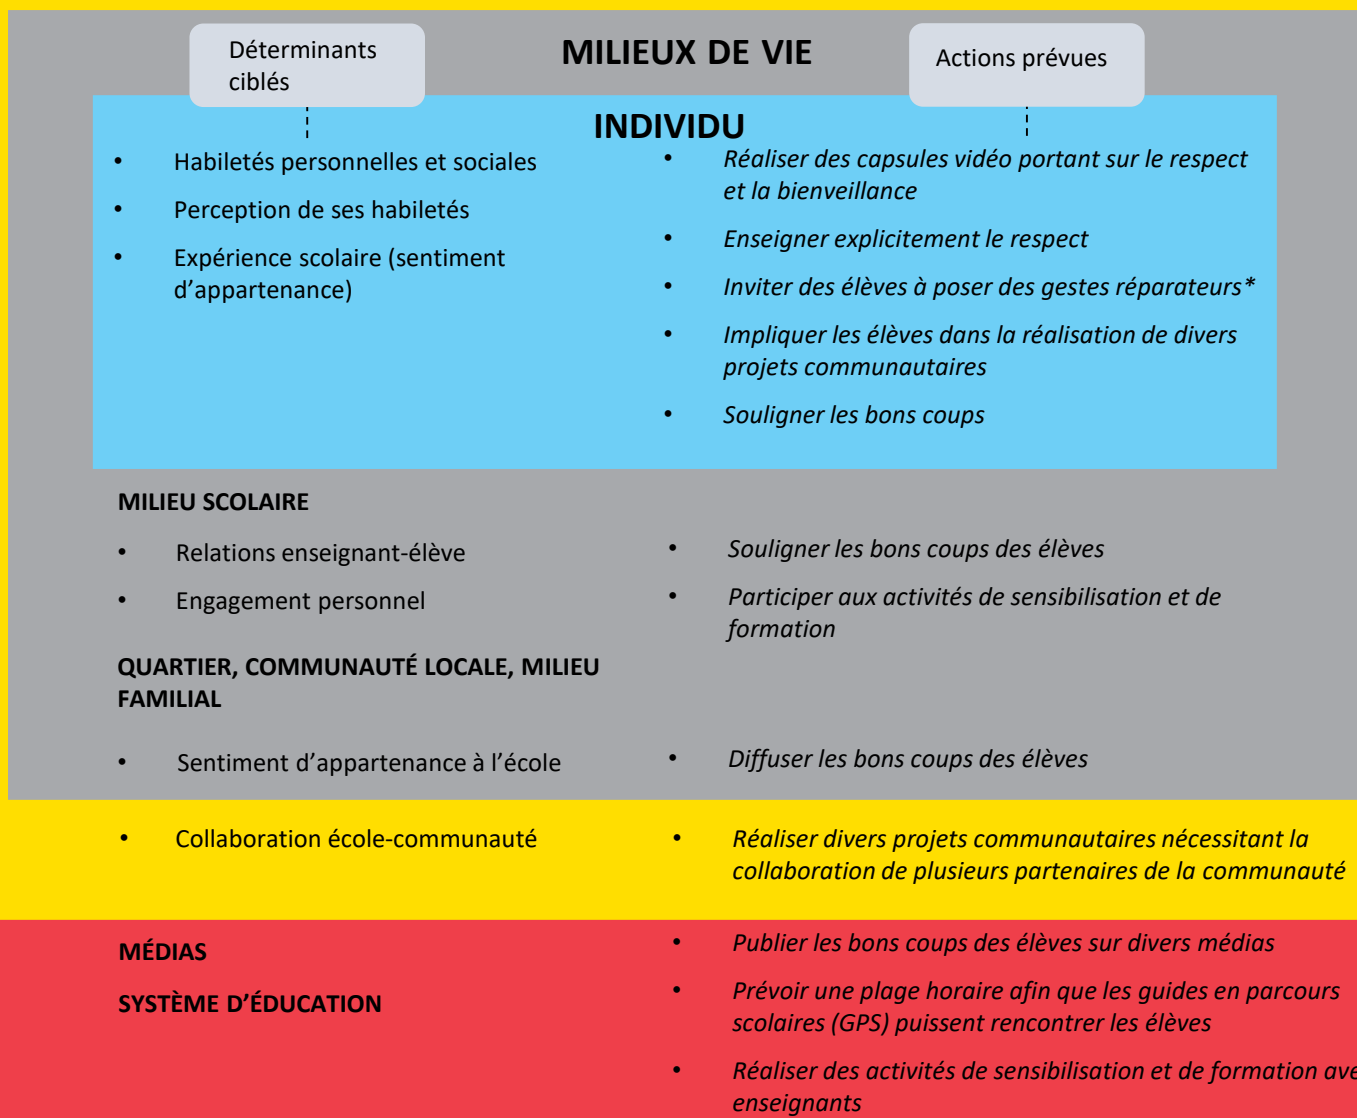 Déterminants
ciblés
MILIEUX DE VIE
Actions prévues
INDIVIDU
• Habiletés personnelles et sociales
• Perception de ses habiletés
• Expérience scolaire (sentiment
d’appartenance)
• Réaliser des capsules vidéo portant sur le respect
et la bienveillance
• Enseigner explicitement le respect
• Inviter des élèves à poser des gestes réparateurs*
• Impliquer les élèves dans la réalisation de divers
projets communautaires
• Souligner les bons coups
MILIEU SCOLAIRE
• Relations enseignant-élève
• Engagement personnel
• Souligner les bons coups des élèves
• Participer aux activités de sensibilisation et de
formation
QUARTIER, COMMUNAUTÉ LOCALE, MILIEU
FAMILIAL
• Sentiment d’appartenance à l’école
• Diffuser les bons coups des élèves
• Collaboration école-communauté
• Réaliser divers projets communautaires nécessitant la
collaboration de plusieurs partenaires de la communauté
MÉDIAS
SYSTÈME D’ÉDUCATION
• Publier les bons coups des élèves sur divers médias
• Prévoir une plage horaire afin que les guides en parcours
scolaires (GPS) puissent rencontrer les élèves
• Réaliser des activités de sensibilisation et de formation
enseignants